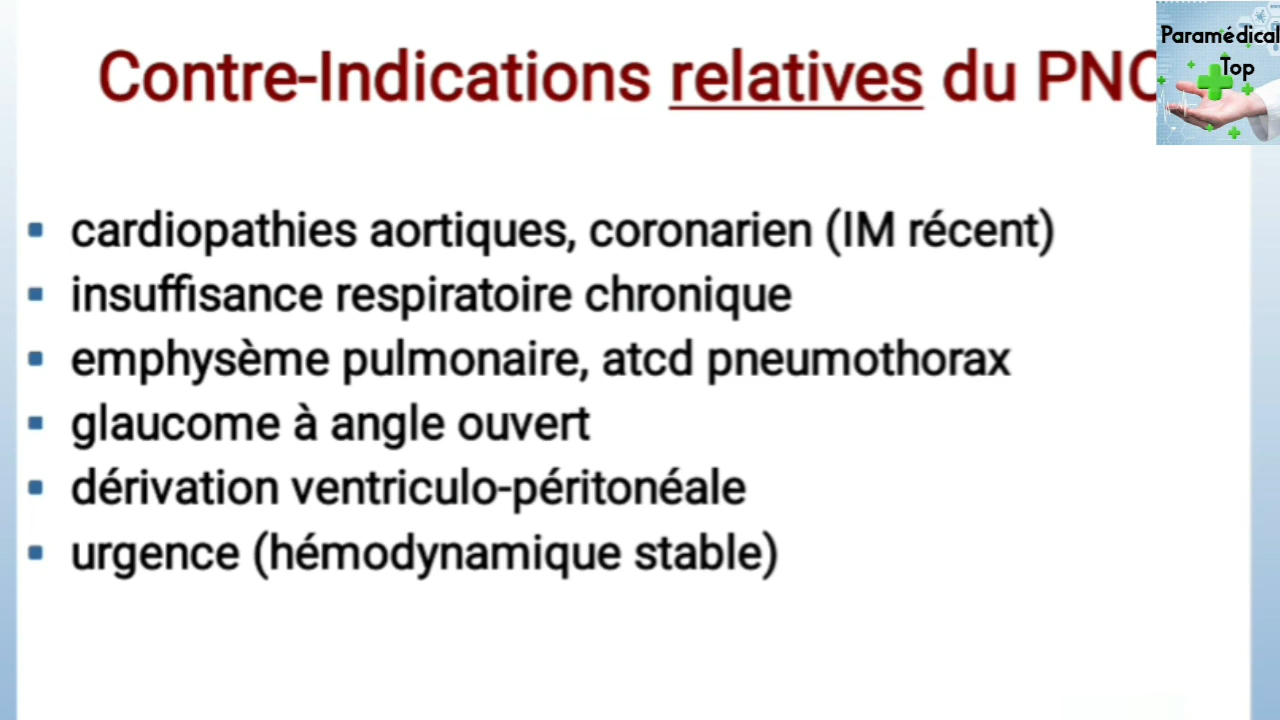 Contre-Indications relatives du PNC
Paramédical
Top
cardiopathies aortiques, coronarien (IM récent)
insuffisance respiratoire chronique
emphysème pulmonaire, atcd pneumothorax
glaucome à angle ouvert
dérivation ventriculo-péritonéale
urgence (hémodynamique stable)